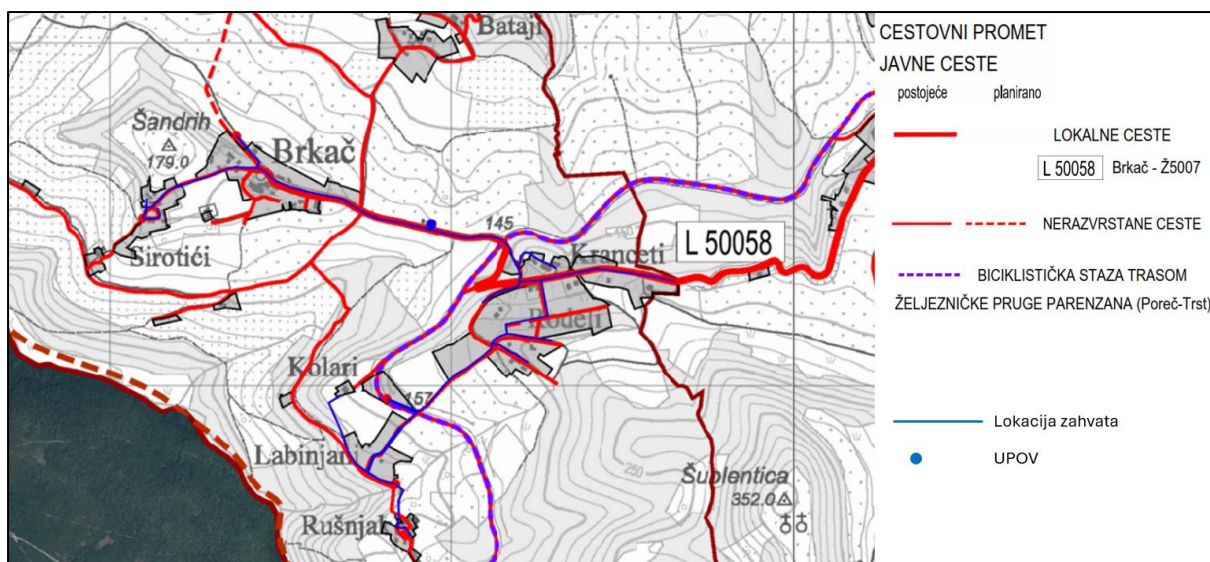 Bataji
Šandrih
179.0
Brkač
Sirotići
145
Kranceti
L 50058
Rodeli
Kolari
157
Labinjani
250
Šublentica
352.0
Rušnjak
CESTOVNI PROMET
JAVNE CESTE
postojeće planirano
LOKALNE CESTE
L 50058 Brkač - Ž5007
NERAZVRSTANE CESTE
BICIKLISTIČKA STAZA TRASOM
ŽELJEZNIČKE PRUGE PARENZANA (Poreč-Trst)
Lokacija zahvata
UPOV